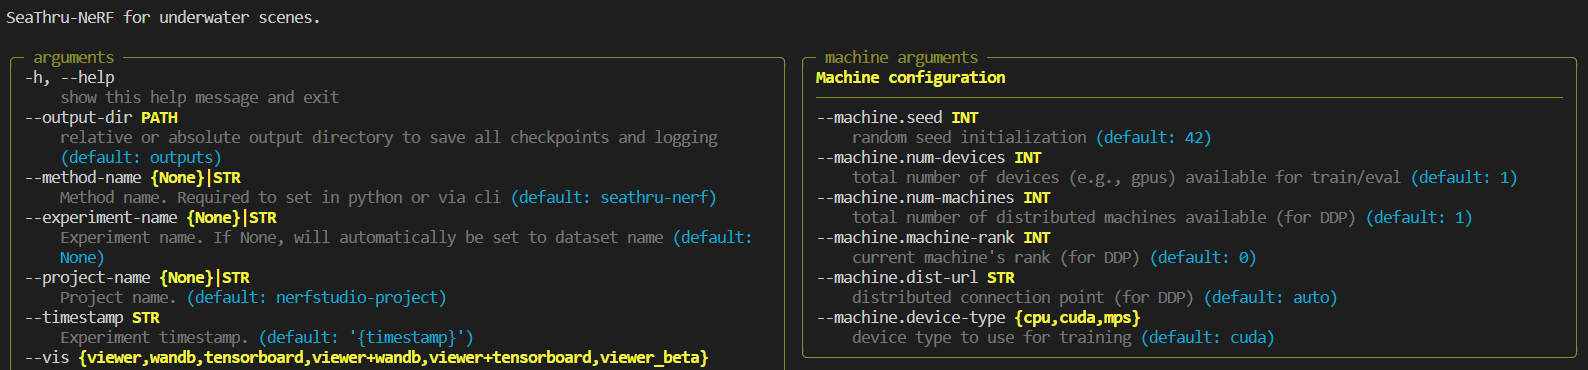 SeaThru-NeRF for underwater scenes.
arguments
-h, --help
show this help message and exit
--output-dir PATH
relative or absolute output directory to save all checkpoints and logging
(default: outputs)
--method-name {None}|STR
Method name. Required to set in python or via cli (default: seathru-nerf)
--experiment-name {None}|STR
Experiment name. If None, will automatically be set to dataset name (default:
None)
--project-name {None}|STR
Project name. (default: nerfstudio-project)
--timestamp STR
Experiment timestamp. (default: '{timestamp}')
--vis {viewer,wandb,tensorboard,viewer+wandb,viewer+tensorboard,viewer_beta}
machine arguments
Machine configuration
--machine.seed INT
random seed initialization (default: 42)
--machine.num-devices INT
total number of devices (e.g., gpus) available for train/eval (default: 1)
--machine.num-machines INT
total number of distributed machines available (for DDP) (default: 1)
--machine.machine-rank INT
current machine's rank (for DDP) (default: 0)
--machine.dist-url STR
distributed connection point (for DDP) (default: auto)
--machine.device-type {cpu,cuda,mps}
device type to use for training (default: cuda)